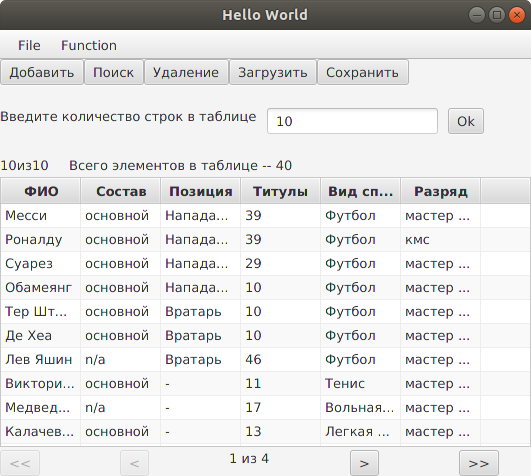 Hello World
File Function
Добавить Поиск Удаление Загрузить Сохранить
Введите количество строк в таблице 10 Ok
10из10 Всего элементов в таблице -- 40
ФИО Состав Позиция Титулы Вид сп... Разряд
Месси основной Напада... 39 Футбол мастер ...
Роналду основной Напада... 39 Футбол кмс
Суарез основной Напада... 29 Футбол мастер ...
Обамеянг основной Напада... 10 Футбол мастер ...
Тер Шт... основной Вратарь 10 Футбол мастер ...
Де Хеа основной Вратарь 10 Футбол мастер ...
Лев Яшин n/a Вратарь 46 Футбол мастер ...
Виктори... основной - 11 Тенис мастер ...
Медвед... n/a - 17 Вольная... мастер ...
Калачев... основной - 13 Легкая ... мастер ...
<< < 1 из 4 > >>